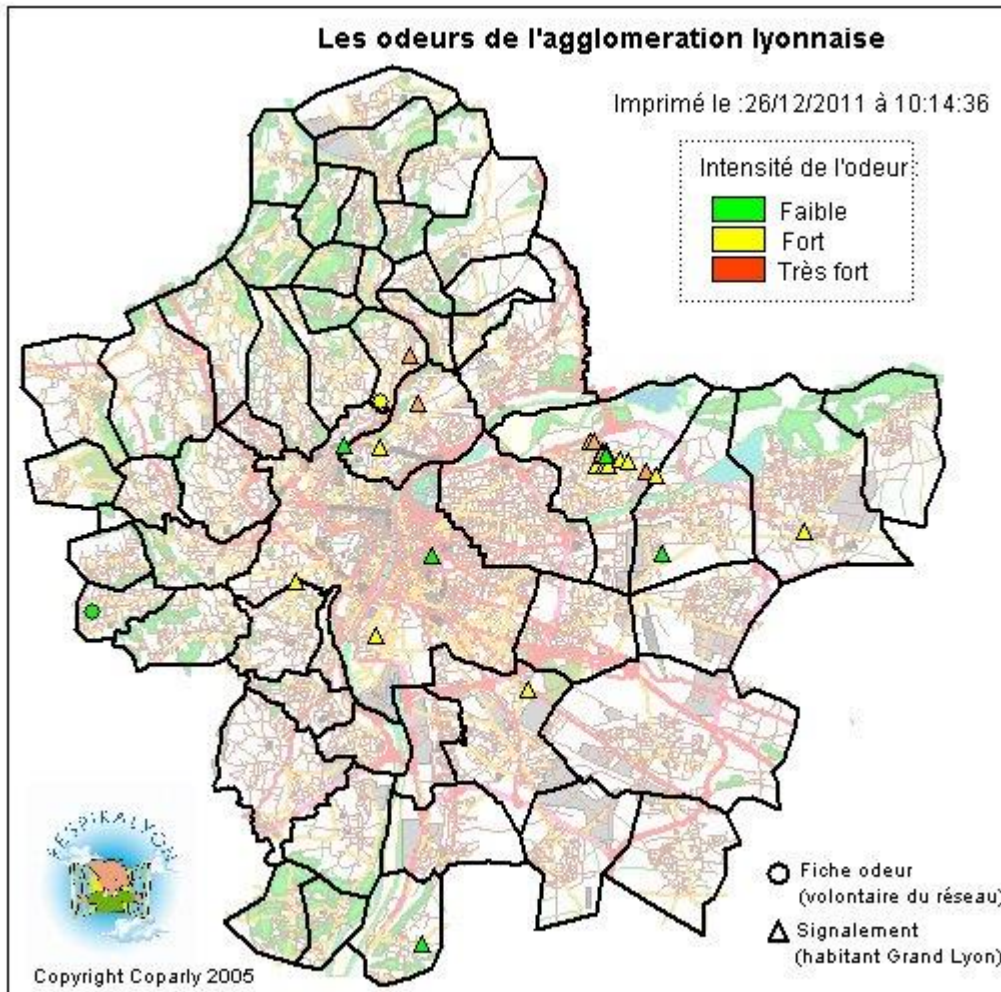 Les odeurs de l'agglomeration lyonnaise
Imprimé le :26/12/2011 à 10:14:36
Intensité de l'odeur :
Faible
Fort
Très fort
RESPIRALYON
Fiche odeur
(volontaire du réseau)
Signalement
(habitant Grand Lyon)
Copyright Coparly 2005